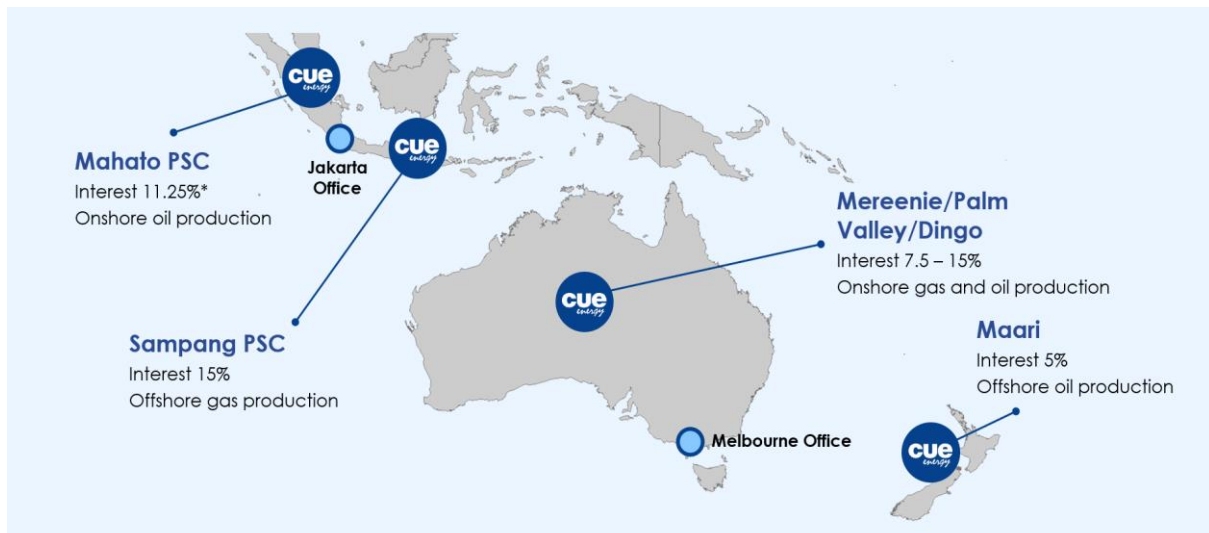 cue
energy
Mahato PSC
Interest 11.25%*
Onshore oil production
Jakarta
Office
cue
energy
Sampang PSC
Interest 15%
Offshore gas production
cue
energy
Mereenie/Palm
Valley/Dingo
Interest 7.5 – 15%
Onshore gas and oil production
Melbourne Office
Maari
Interest 5%
Offshore oil production
cue
energy